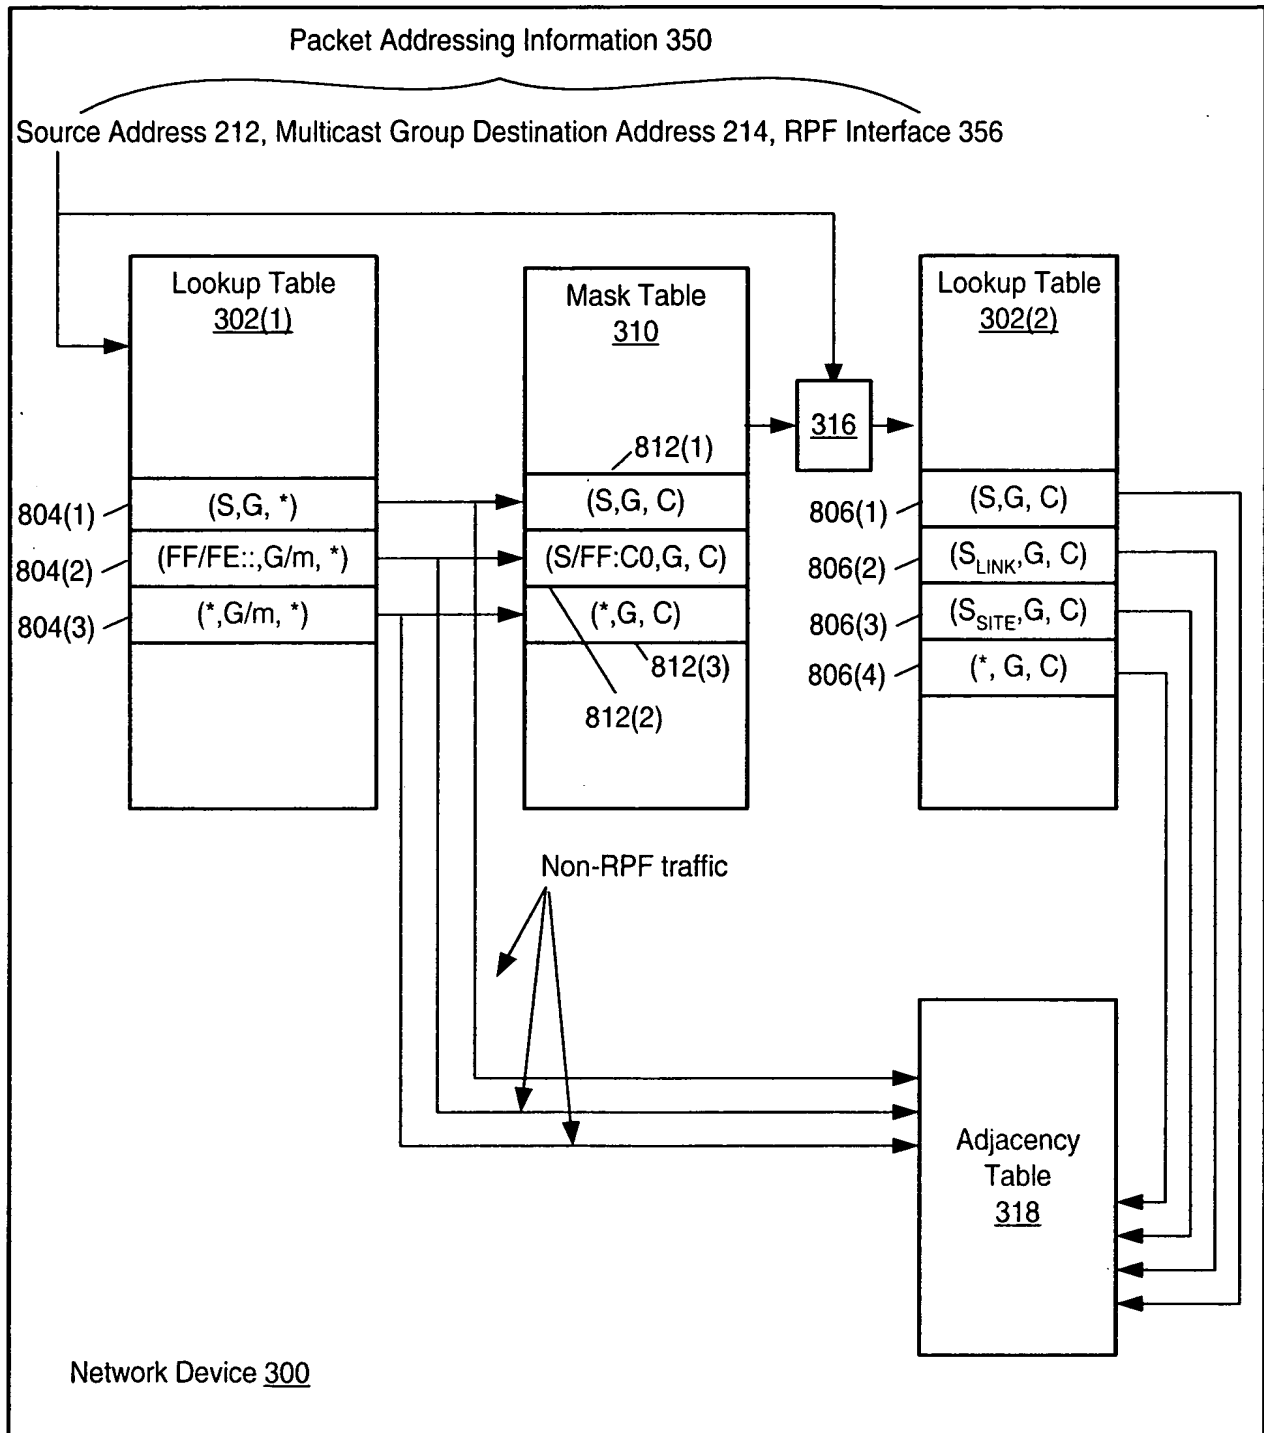 Packet Addressing Information 350
Source Address 212, Multicast Group Destination Address 214, RPF Interface 356
Lookup Table
302(1)
Mask Table
310
Lookup Table
302(2)
316
812(1)
804(1)
(S,G, *)
(S,G, C)
806(1)
(S,G, C)
804(2)
(FF/FE::,G/m, *)
(S/FF:C0,G, C)
806(2)
(S_LINK,G, C)
804(3)
(*,G/m, *)
(*,G, C)
806(3)
(S_SITE,G, C)
812(3)
806(4)
(*, G, C)
812(2)
Non-RPF traffic
Adjacency
Table
318
Network Device 300